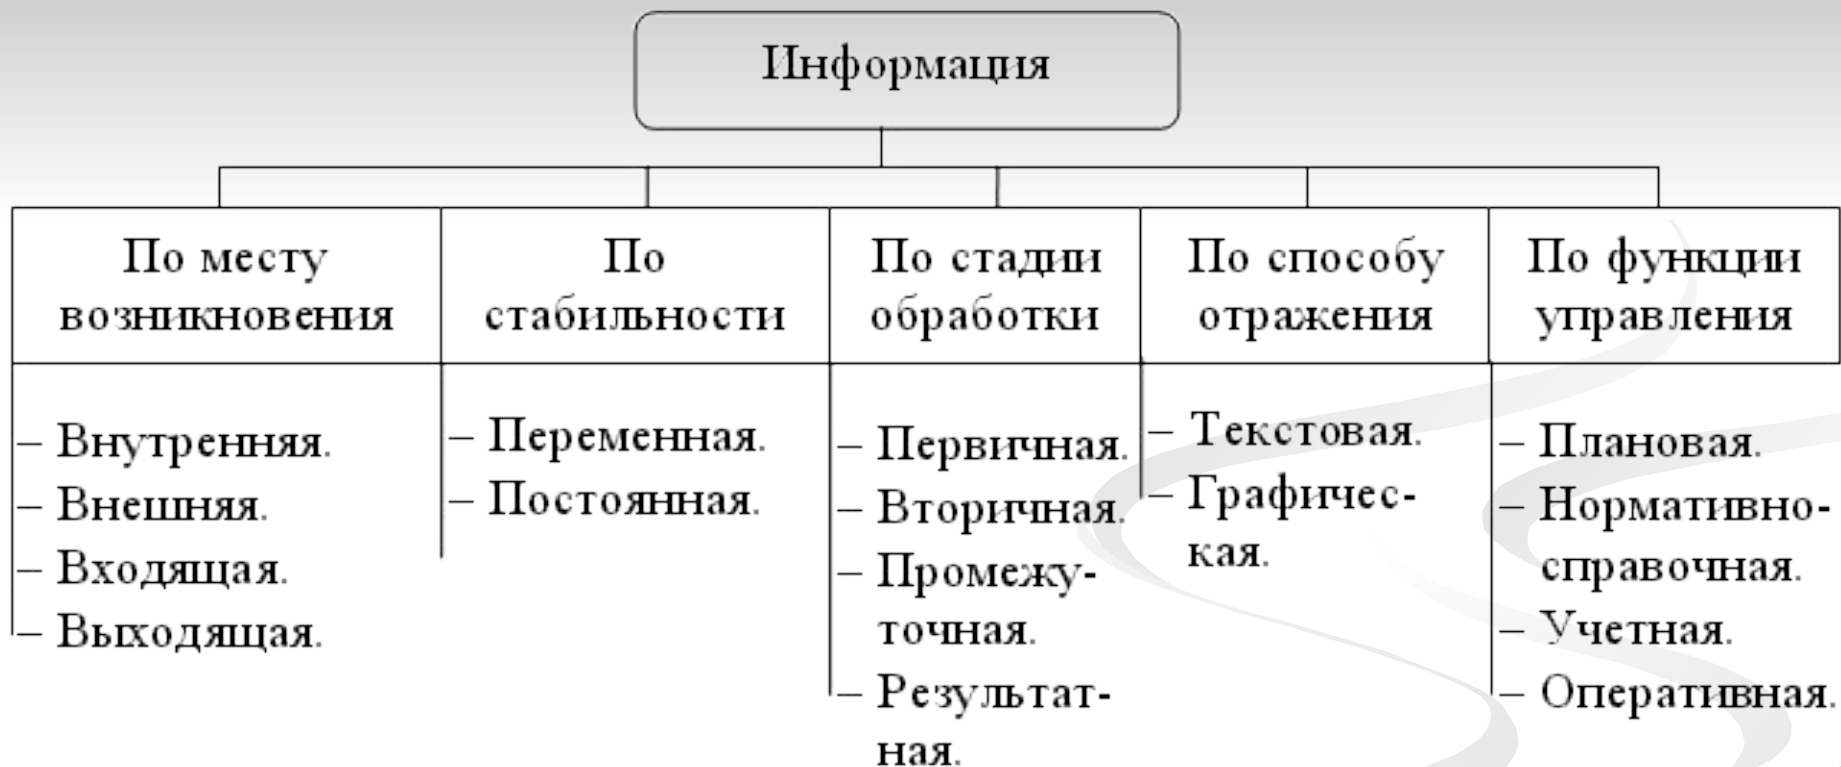 Информация
По месту
возникновения
– Внутренняя.
– Внешняя.
– Входящая.
– Выходящая.
По
стабильности
– Переменная.
– Постоянная.
По стадии
обработки
– Первичная.
– Вторичная.
– Промежу-
точная.
– Результат-
ная.
По способу
отражения
– Текстовая.
– Графичес-
кая.
По функции
управления
– Плановая.
– Нормативно-
справочная.
– Учетная.
– Оперативная.